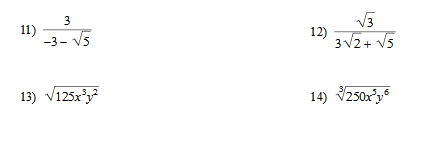 11) 3 / (-3 - √5)    12) √3 / (3√2 + √5)
13) √(125x³y²)    14) ∛(250x⁵y⁶)